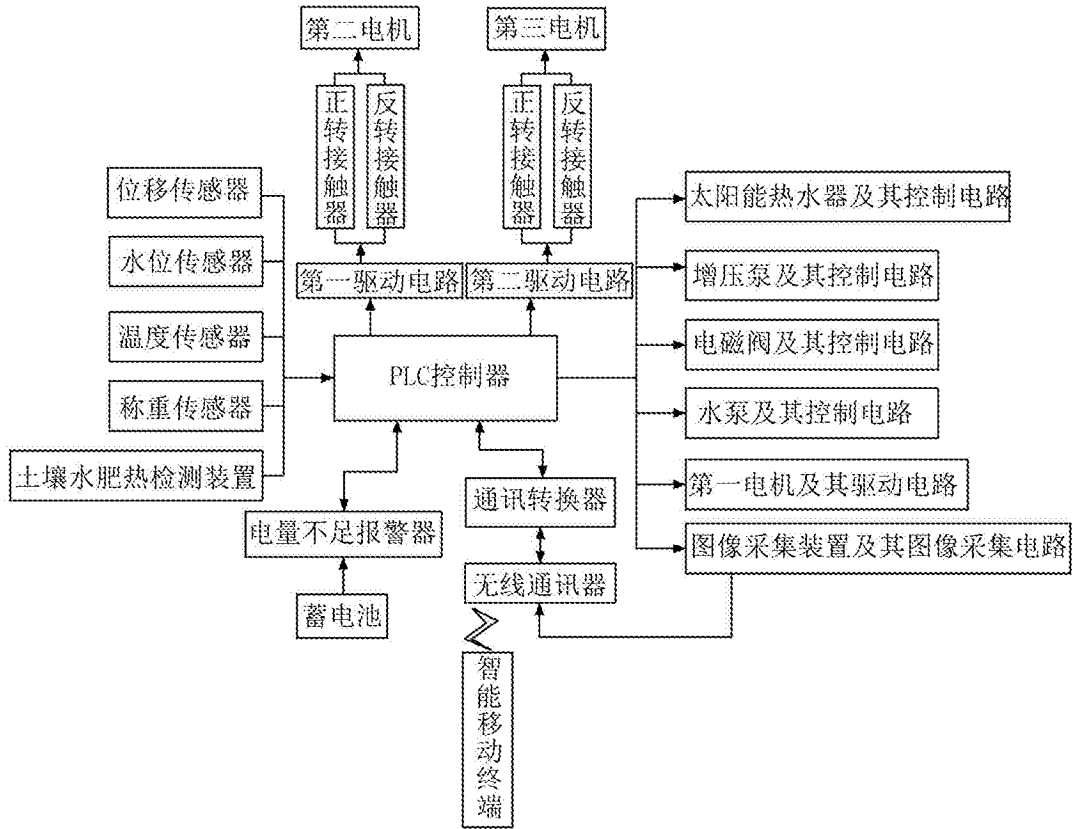 第二电机
第三电机
正转接触器
反转接触器
正转接触器
反转接触器
位移传感器
水位传感器
温度传感器
称重传感器
土壤水肥热检测装置
第一驱动电路
第二驱动电路
PLC控制器
太阳能热水器及其控制电路
增压泵及其控制电路
电磁阀及其控制电路
水泵及其控制电路
第一电机及其驱动电路
图像采集装置及其图像采集电路
电量不足报警器
蓄电池
通讯转换器
无线通讯器
智能移动终端